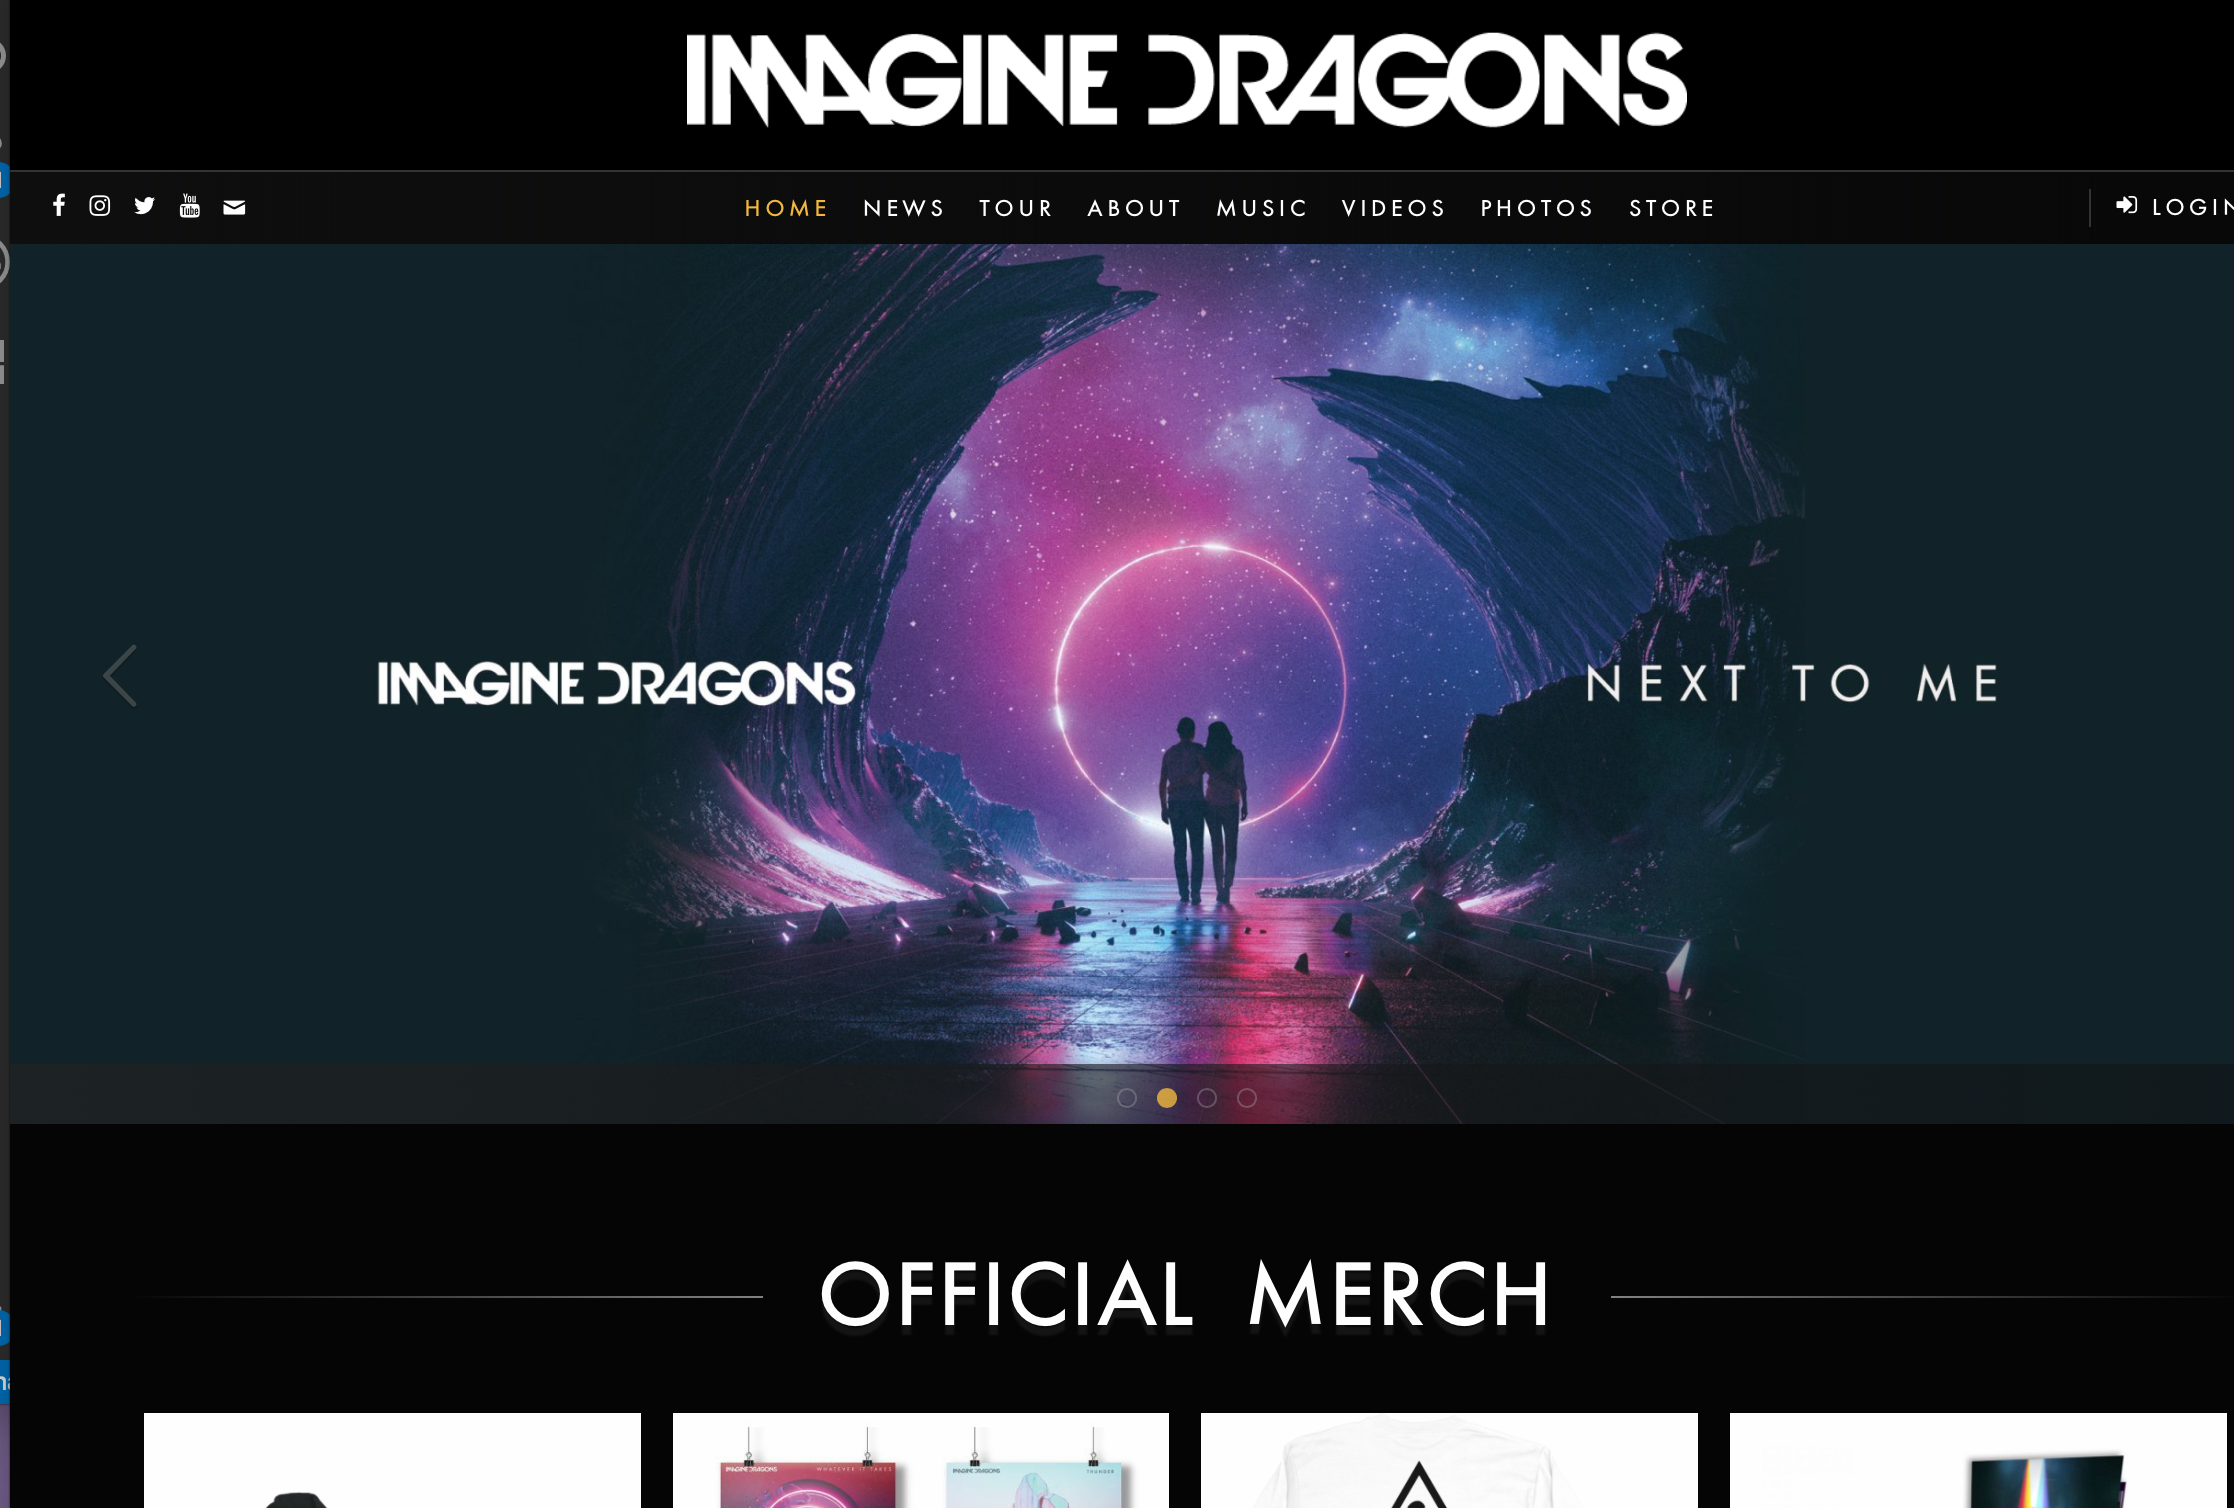 IMAGINE DRAGONS
You Tube
HOME NEWS TOUR ABOUT MUSIC VIDEOS PHOTOS STORE
LOGIN
IMAGINE DRAGONS
NEXT TO ME
OFFICIAL MERCH
IMAGINE DRAGONS WHATEVER IT TAKES
IMAGINE DRAGONS THUNDER